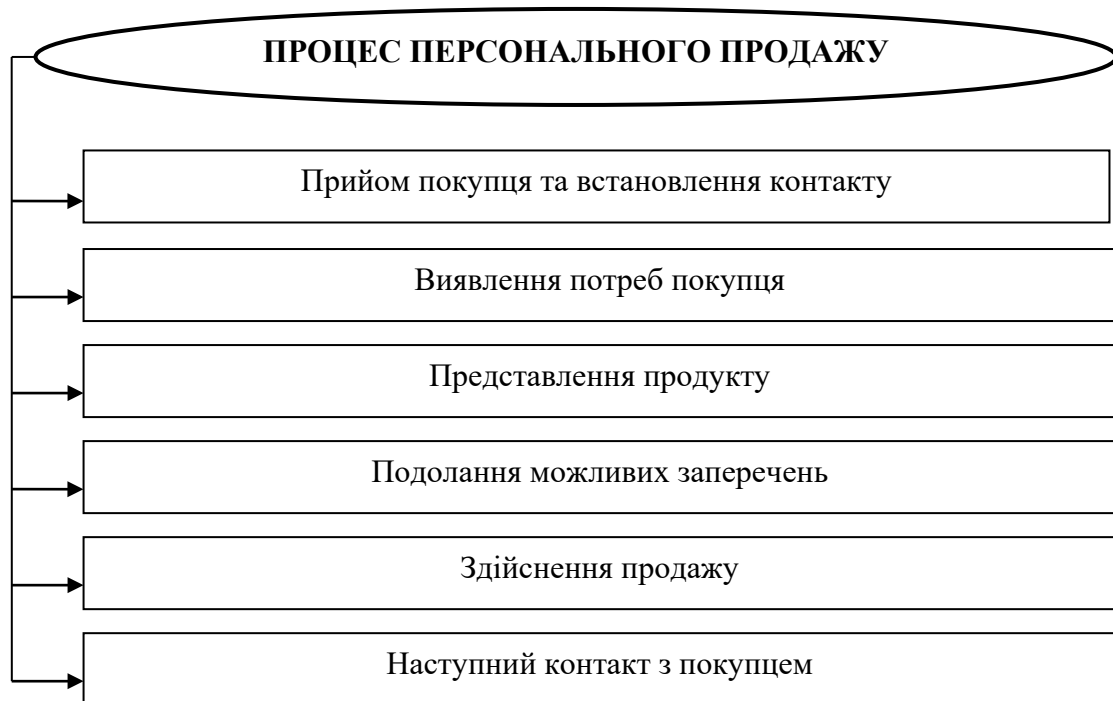 ПРОЦЕС ПЕРСОНАЛЬНОГО ПРОДАЖУ
Прийом покупця та встановлення контакту
Виявлення потреб покупця
Представлення продукту
Подолання можливих заперечень
Здійснення продажу
Наступний контакт з покупцем